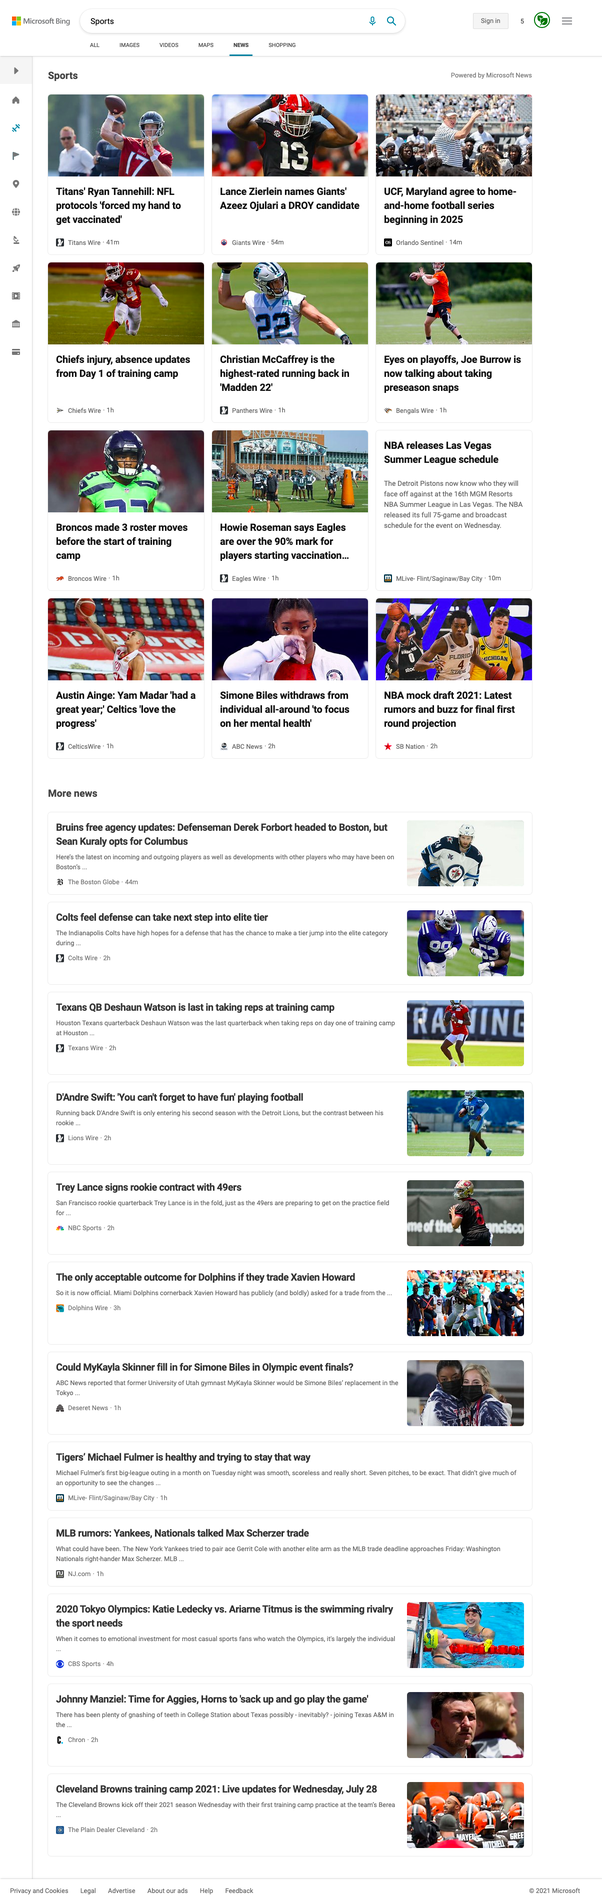 Microsoft Bing
Sports
Sign in
5
ALL
IMAGES
VIDEOS
MAPS
NEWS
SHOPPING
Sports
Powered by Microsoft News
Titans' Ryan Tannehill: NFL
protocols 'forced my hand to
get vaccinated'
Titans Wire · 41m
Lance Zierlein names Giants'
Azeez Ojulari a DROY candidate
Giants Wire · 54m
UCF, Maryland agree to home-
and-home football series
beginning in 2025
Orlando Sentinel · 14m
Chiefs injury, absence updates
from Day 1 of training camp
Chiefs Wire · 1h
Christian McCaffrey is the
highest-rated running back in
'Madden 22'
Panthers Wire · 1h
Eyes on playoffs, Joe Burrow is
now talking about taking
preseason snaps
Bengals Wire · 1h
Broncos made 3 roster moves
before the start of training
camp
Broncos Wire · 1h
Howie Roseman says Eagles
are over the 90% mark for
players starting vaccination...
Eagles Wire · 1h
NBA releases Las Vegas
Summer League schedule
The Detroit Pistons now know who they will
face off against at the 16th MGM Resorts
NBA Summer League in Las Vegas. The NBA
released its full 75-game and broadcast
schedule for the event on Wednesday.
MLive- Flint/Saginaw/Bay City · 10m
Austin Ainge: Yam Madar 'had a
great year;' Celtics 'love the
progress'
CelticsWire · 1h
Simone Biles withdraws from
individual all-around 'to focus
on her mental health'
ABC News · 2h
NBA mock draft 2021: Latest
rumors and buzz for final first
round projection
SB Nation · 2h
More news
Bruins free agency updates: Defenseman Derek Forbort headed to Boston, but
Sean Kuraly opts for Columbus
Here's the latest on incoming and outgoing players as well as developments with other players who may have been on
Boston's ...
The Boston Globe · 44m
Colts feel defense can take next step into elite tier
The Indianapolis Colts have high hopes for a defense that has the chance to make a tier jump into the elite category
during ...
Colts Wire · 2h
Texans QB Deshaun Watson is last in taking reps at training camp
Houston Texans quarterback Deshaun Watson was the last quarterback when taking reps on day one of training camp
at Houston ...
Texans Wire · 2h
D'Andre Swift: 'You can't forget to have fun' playing football
Running back D'Andre Swift is only entering his second season with the Detroit Lions, but the contrast between his
rookie ...
Lions Wire · 2h
Trey Lance signs rookie contract with 49ers
San Francisco rookie quarterback Trey Lance is in the fold, just as the 49ers are preparing to get on the practice field
for ...
NBC Sports · 2h
The only acceptable outcome for Dolphins if they trade Xavien Howard
So it is now official. Miami Dolphins cornerback Xavien Howard has publicly (and boldly) asked for a trade from the ...
Dolphins Wire · 3h
Could MyKayla Skinner fill in for Simone Biles in Olympic event finals?
ABC News reported that former University of Utah gymnast MyKayla Skinner would be Simone Biles' replacement in the
Tokyo ...
Deseret News · 1h
Tigers' Michael Fulmer is healthy and trying to stay that way
Michael Fulmer's first big-league outing in a month on Tuesday night was smooth, scoreless and really short. Seven pitches, to be exact. That didn't give much of
an opportunity to see the changes ...
MLive- Flint/Saginaw/Bay City · 1h
MLB rumors: Yankees, Nationals talked Max Scherzer trade
What could have been. The New York Yankees tried to pair ace Gerrit Cole with another elite arm as the MLB trade deadline approaches Friday: Washington
Nationals right-hander Max Scherzer. MLB ...
NJ.com · 1h
2020 Tokyo Olympics: Katie Ledecky vs. Ariarne Titmus is the swimming rivalry
the sport needs
When it comes to emotional investment for most casual sports fans who watch the Olympics, it's largely the individual
...
CBS Sports · 4h
Johnny Manziel: Time for Aggies, Horns to 'sack up and go play the game'
There has been plenty of gnashing of teeth in College Station about Texas possibly - inevitably? - joining Texas A&M in
the ...
Chron · 2h
Cleveland Browns training camp 2021: Live updates for Wednesday, July 28
The Cleveland Browns kick off their 2021 season Wednesday with their first training camp practice at the team's Berea
...
The Plain Dealer Cleveland · 2h
Privacy and Cookies
Legal
Advertise
About our ads
Help
Feedback
© 2021 Microsoft